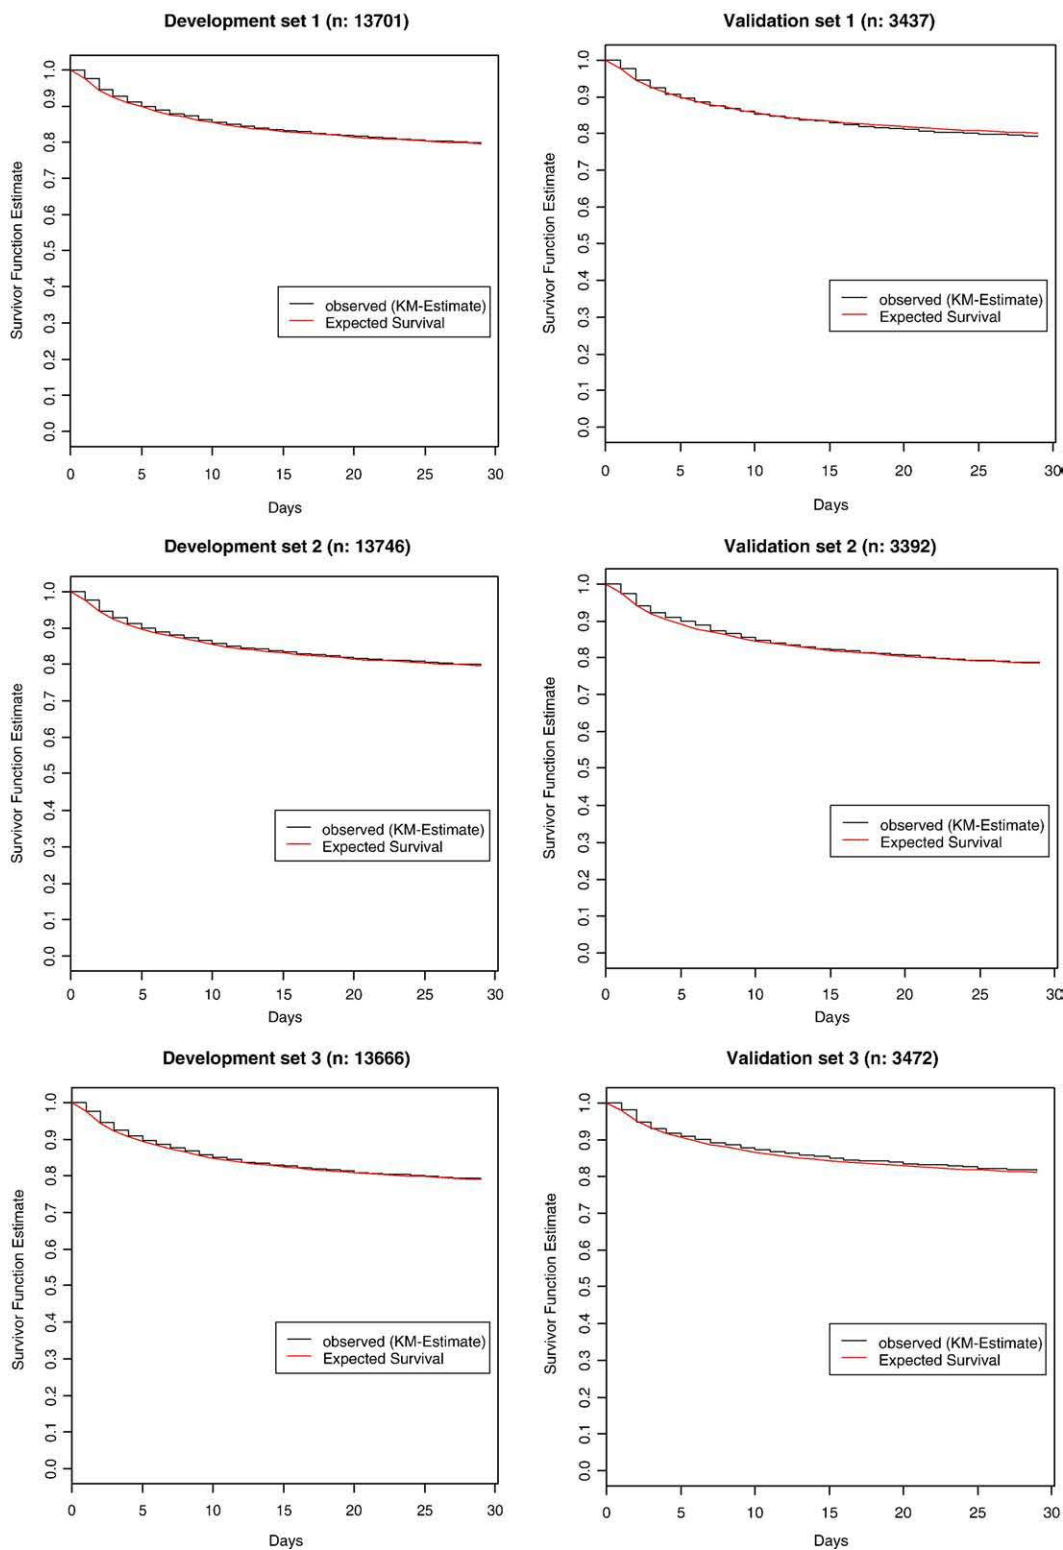 Development set 1 (n: 13701)
Survivor Function Estimate
1.0
0.9
0.8
0.7
0.6
0.5
0.4
0.3
0.2
0.1
0.0
observed (KM-Estimate)
Expected Survival
0 5 10 15 20 25 30
Days
Validation set 1 (n: 3437)
Survivor Function Estimate
1.0
0.9
0.8
0.7
0.6
0.5
0.4
0.3
0.2
0.1
0.0
observed (KM-Estimate)
Expected Survival
0 5 10 15 20 25 30
Days
Development set 2 (n: 13746)
Survivor Function Estimate
1.0
0.9
0.8
0.7
0.6
0.5
0.4
0.3
0.2
0.1
0.0
observed (KM-Estimate)
Expected Survival
0 5 10 15 20 25 30
Days
Validation set 2 (n: 3392)
Survivor Function Estimate
1.0
0.9
0.8
0.7
0.6
0.5
0.4
0.3
0.2
0.1
0.0
observed (KM-Estimate)
Expected Survival
0 5 10 15 20 25 30
Days
Development set 3 (n: 13666)
Survivor Function Estimate
1.0
0.9
0.8
0.7
0.6
0.5
0.4
0.3
0.2
0.1
0.0
observed (KM-Estimate)
Expected Survival
0 5 10 15 20 25 30
Days
Validation set 3 (n: 3472)
Survivor Function Estimate
1.0
0.9
0.8
0.7
0.6
0.5
0.4
0.3
0.2
0.1
0.0
observed (KM-Estimate)
Expected Survival
0 5 10 15 20 25 30
Days